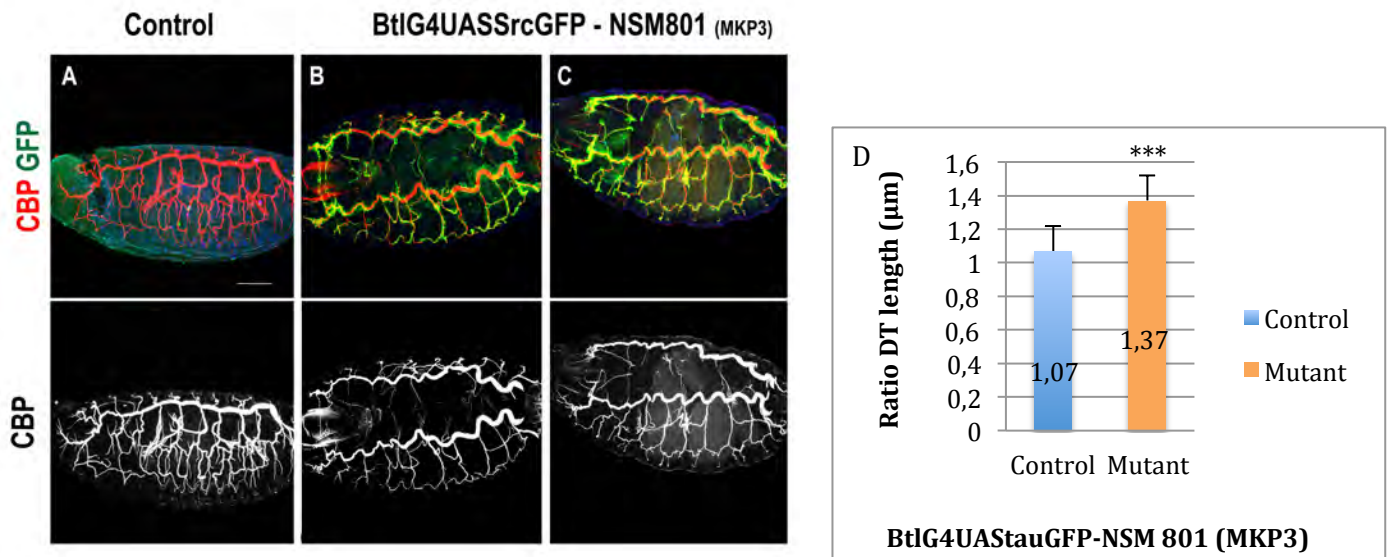 Control
BtlG4UASSrcGFP - NSM801 (MKP3)
A
B
C
CBP GFP
CBP
D
***
Ratio DT length (µm)
1,6
1,4
1,2
1
0,8
0,6
0,4
0,2
0
1,07
1,37
Control Mutant
Control
Mutant
BtlG4UAStauGFP-NSM 801 (MKP3)